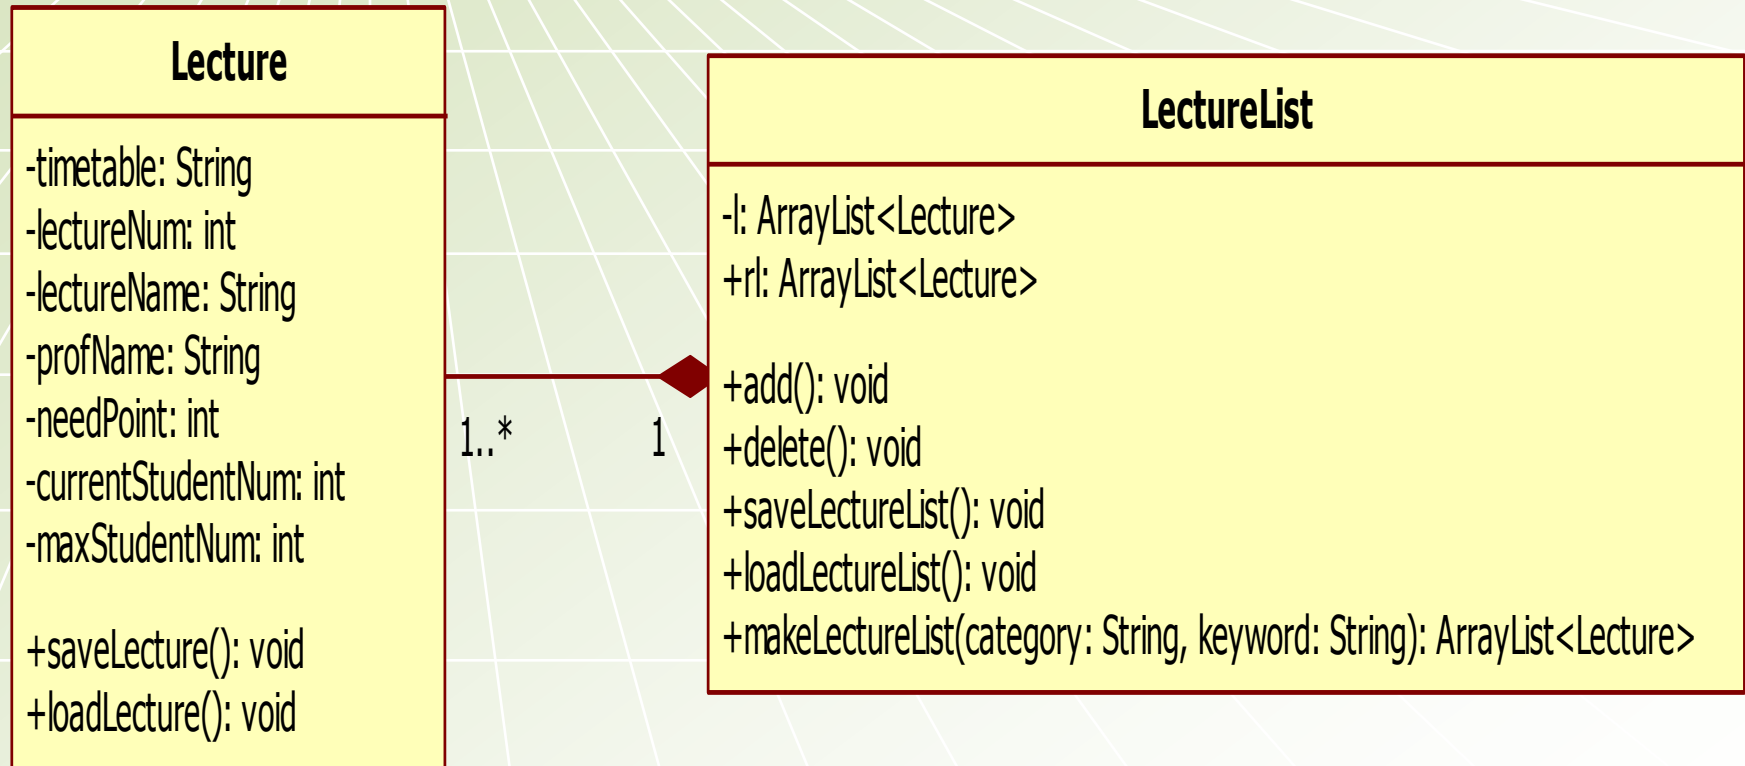 Lecture
-timetable: String
-lectureNum: int
-lectureName: String
-profName: String
-needPoint: int
-currentStudentNum: int
-maxStudentNum: int
+saveLecture(): void
+loadLecture(): void
1..*
1
LectureList
-l: ArrayList<Lecture>
+rl: ArrayList<Lecture>
+add(): void
+delete(): void
+saveLectureList(): void
+loadLectureList(): void
+makeLectureList(category: String, keyword: String): ArrayList<Lecture>